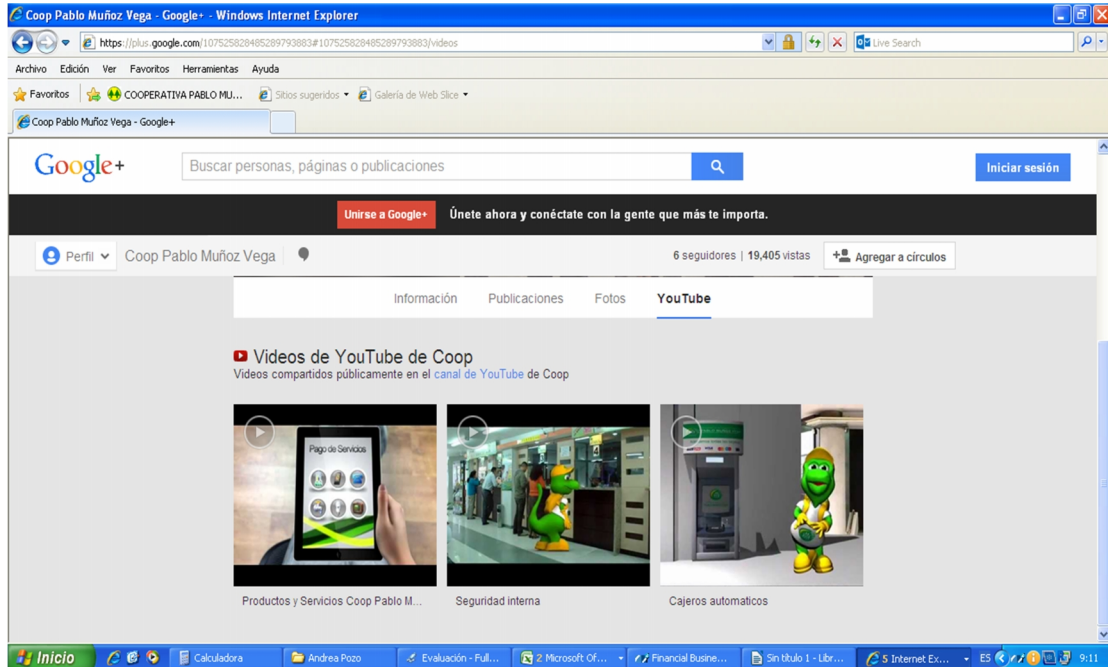 Coop Pablo Muñoz Vega - Google+ - Windows Internet Explorer
https://plus.google.com/107525828485289793883#107525828485289793883/videos
Live Search
Archivo Edición Ver Favoritos Herramientas Ayuda
Favoritos COOPERATIVA PABLO MU... Sitios sugeridos Galería de Web Slice
Coop Pablo Muñoz Vega - Google+
Google+ Buscar personas, páginas o publicaciones Iniciar sesión
Unirse a Google+ Únete ahora y conéctate con la gente que más te importa.
Perfil Coop Pablo Muñoz Vega 6 seguidores | 19,405 vistas Agregar a círculos
Información Publicaciones Fotos YouTube
Videos de YouTube de Coop
Videos compartidos públicamente en el canal de YouTube de Coop
Pago de Servicios
Productos y Servicios Coop Pablo M... Seguridad interna Cajeros automaticos
Inicio Calculadora Andrea Pozo Evaluación - Full... 2 Microsoft Of... Financial Busine... Sin título 1 - Libr... 5 Internet Ex... ES 9:11